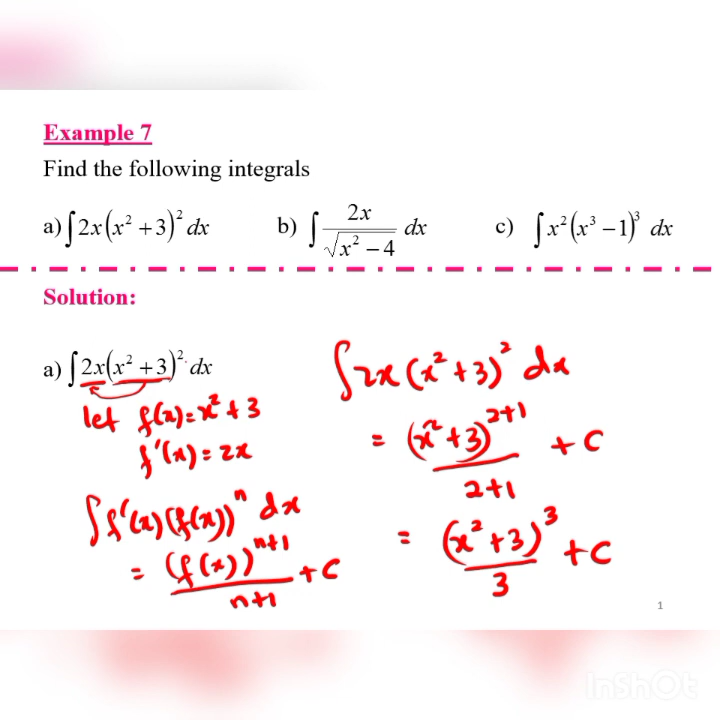 Example 7
Find the following integrals
a) ∫2x(x² + 3)² dx b) ∫ 2x/√(x² − 4) dx c) ∫x²(x³ − 1)³ dx
Solution:
a) ∫2x(x² + 3)² dx
let f(x) = x² + 3
f'(x) = 2x
∫f'(x)(f(x))ⁿ dx
= (f(x))ⁿ⁺¹/n+1 + C
∫2x(x² + 3)² dx
= (x² + 3)²⁺¹/2+1 + C
= (x² + 3)³/3 + C
1
InShOt